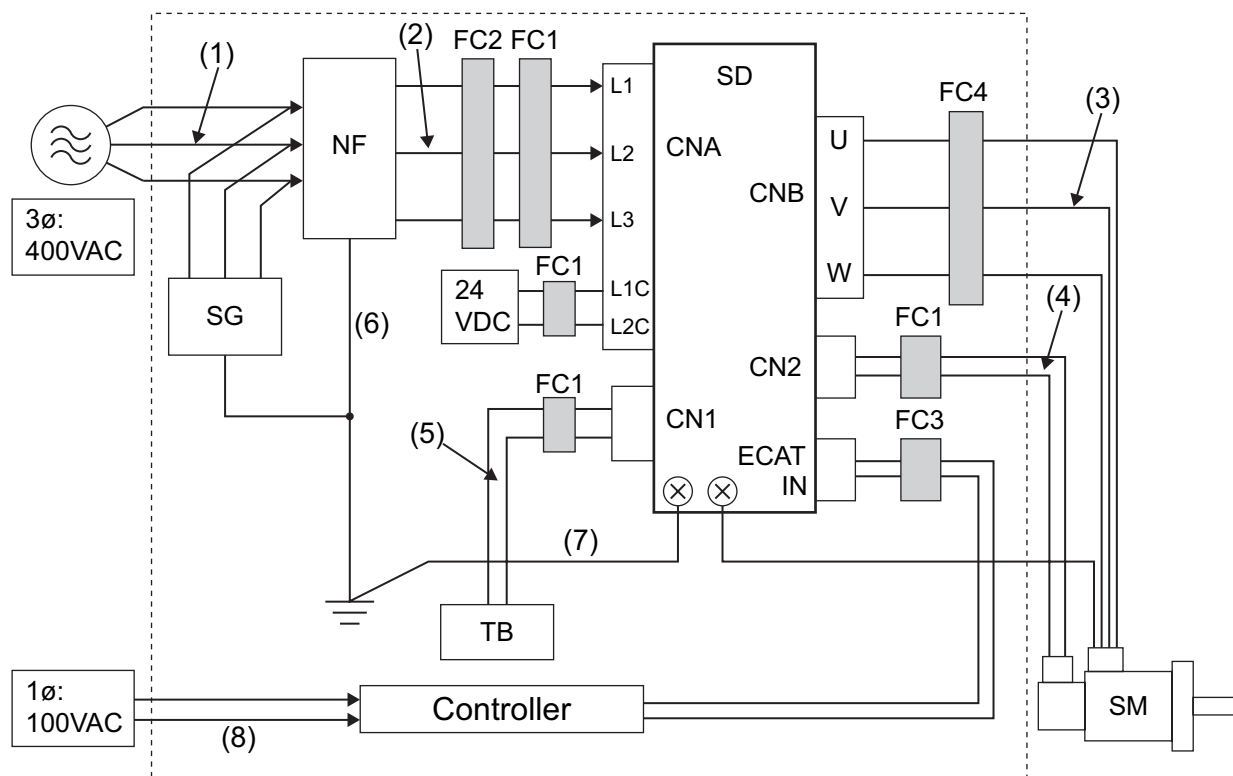 (1)
(2)
FC2
FC1
SD
FC4
(3)
NF
L1
L2
L3
CNA
CNB
U
V
W
3ø:
400VAC
FC1
24
VDC
L1C
L2C
SG
(6)
(4)
FC1
CN2
FC1
CN1
(5)
FC3
ECAT
IN
(7)
TB
1ø:
100VAC
(8)
Controller
SM